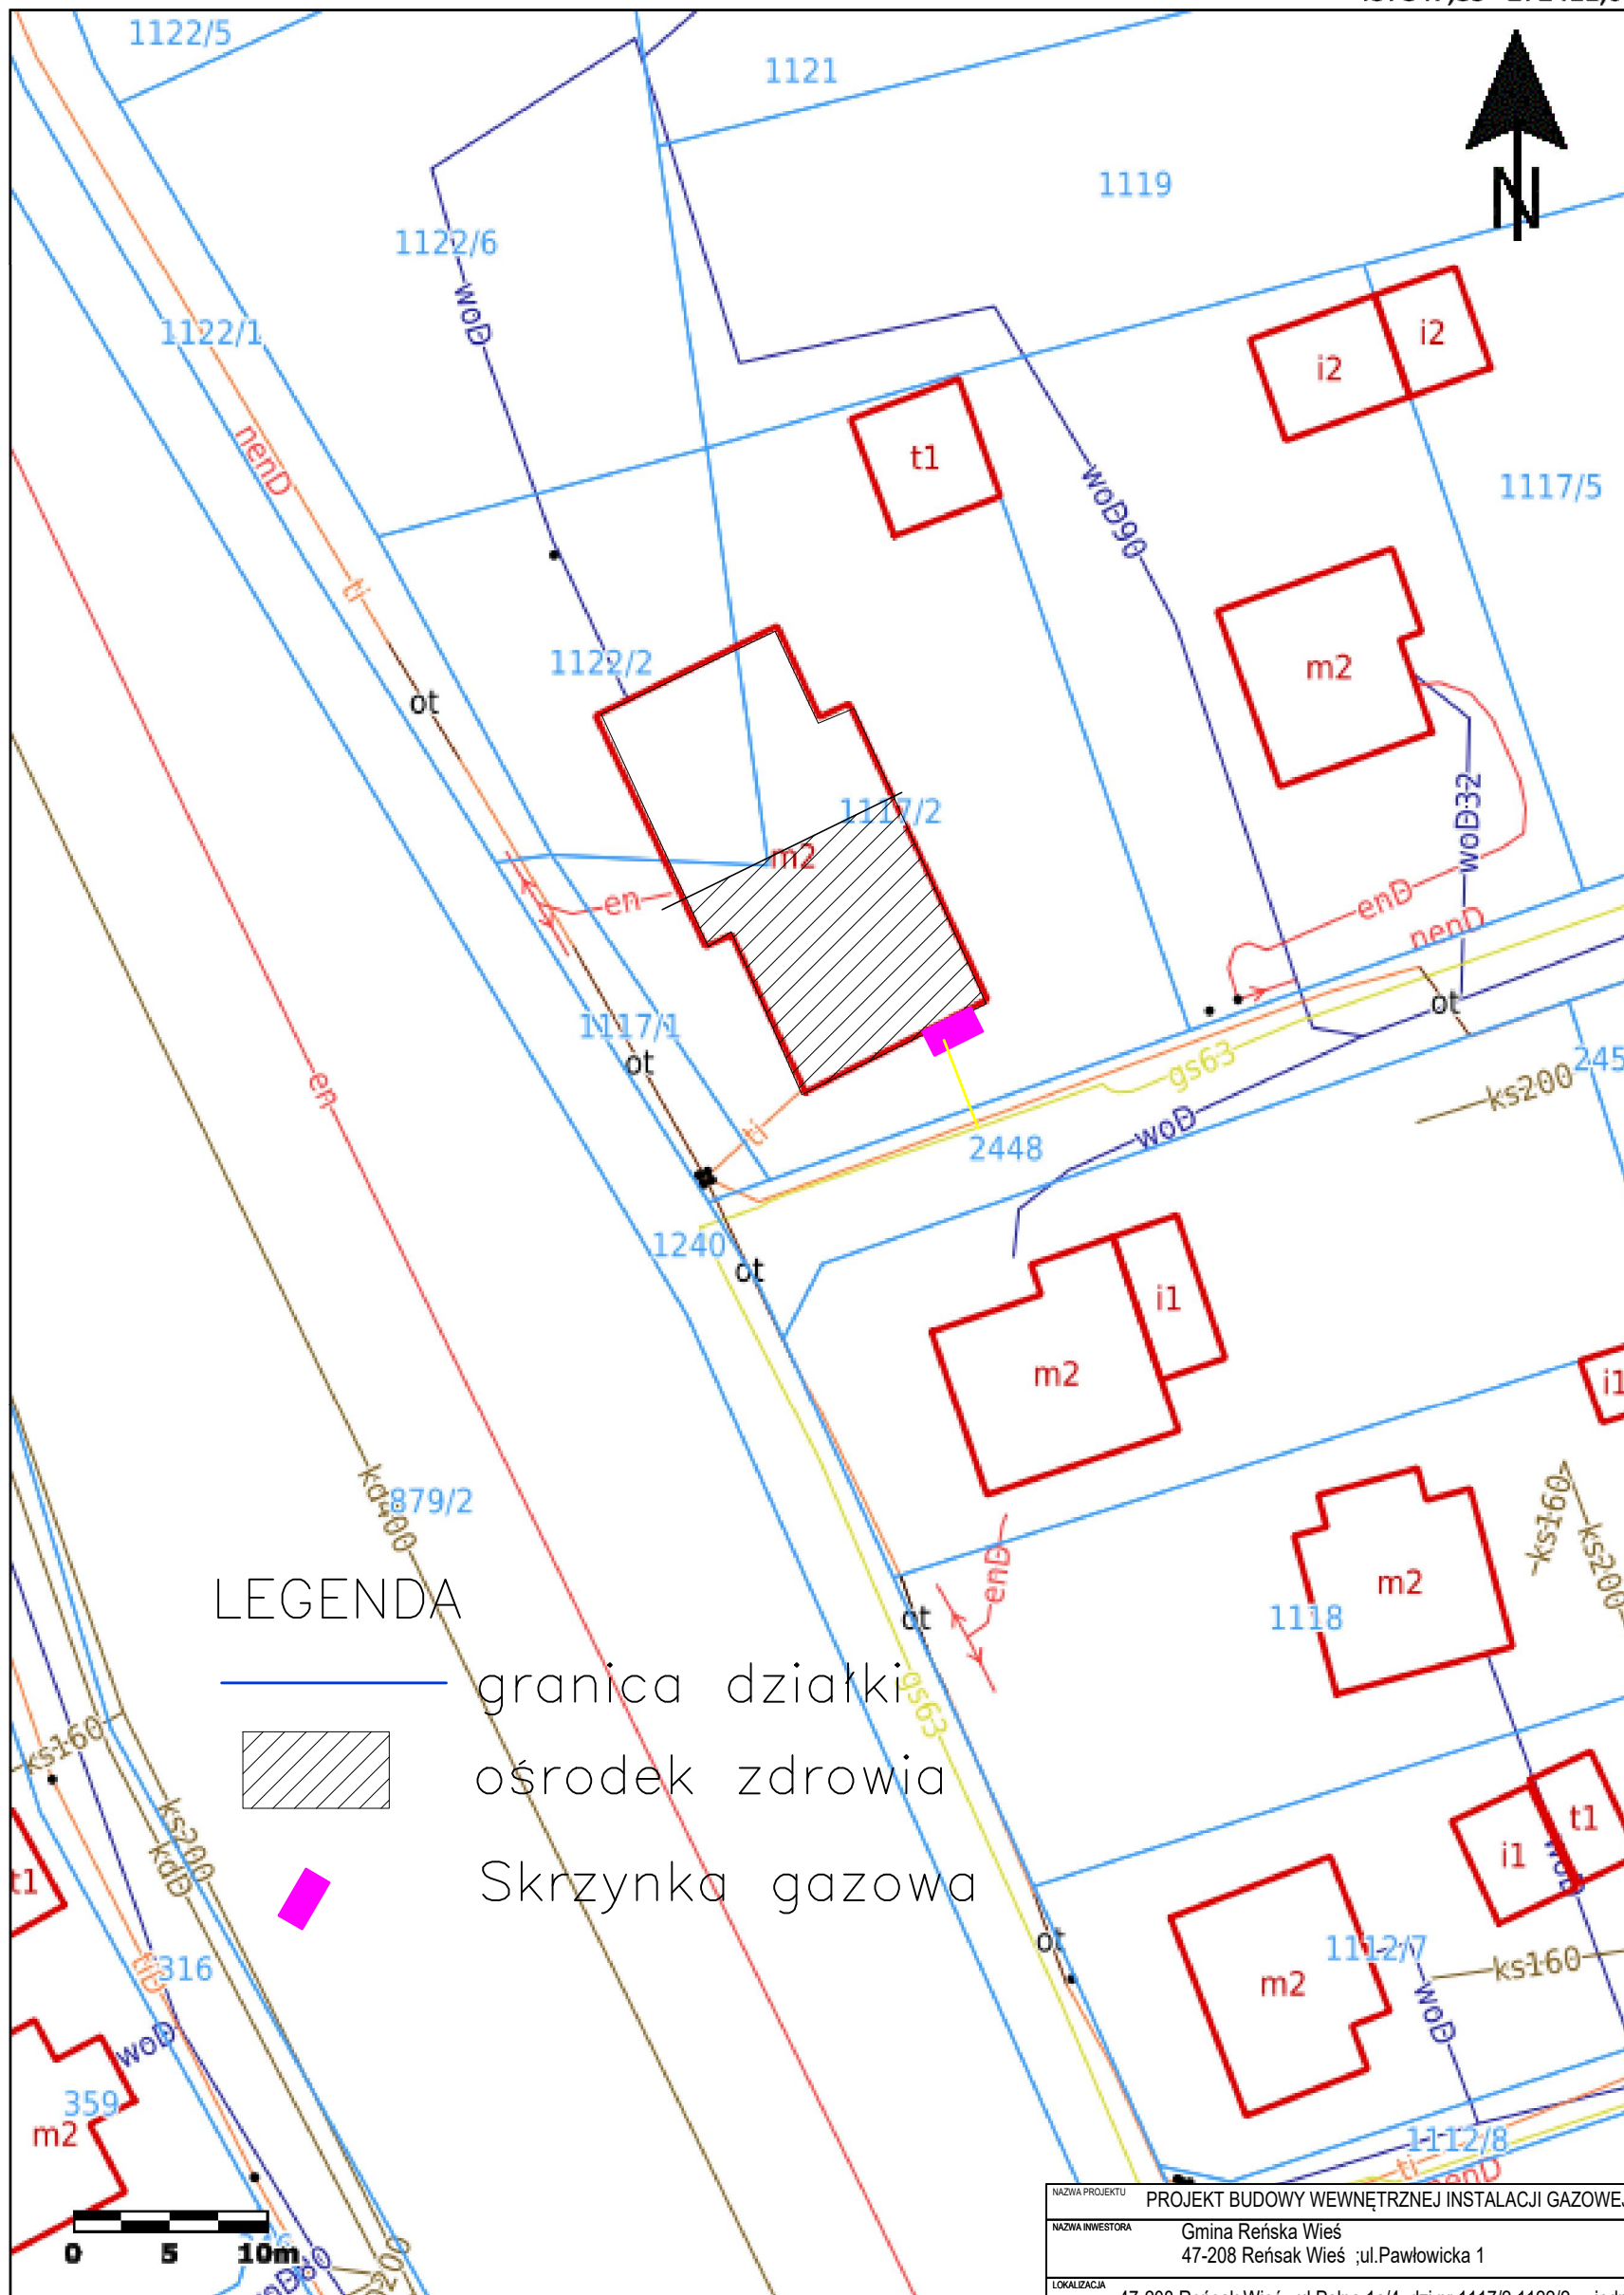 1122/5
1121
1119
N
1122/6
woD
1122/1
i2
i2
t1
nenD
1117/5
woD90
ti
1122/2
m2
ot
woD32
1117/2
m2
en
enD
nenD
ot
1117/1
ot
gs63
245
en
ks200
woD
2448
1240
ot
i1
m2
i1
kd400
879/2
ks160
ks200
m2
enD
LEGENDA
1118
ot
granica działki
gs63
ks160
ośrodek zdrowia
ks200
t1
i1
woD
kdD
t1
Skrzynka gazowa
ot
1112/7
ks160
m2
316
woD
woD
359
m2
1112/8
ti
nenD
NAZWA PROJEKTU PROJEKT BUDOWY WEWNĘTRZNEJ INSTALACJI GAZOWEJ
NAZWA INWESTORA Gmina Reńska Wieś
47-208 Reńsak Wieś ;ul.Pawłowicka 1
0 5 10m
LOKALIZACJA